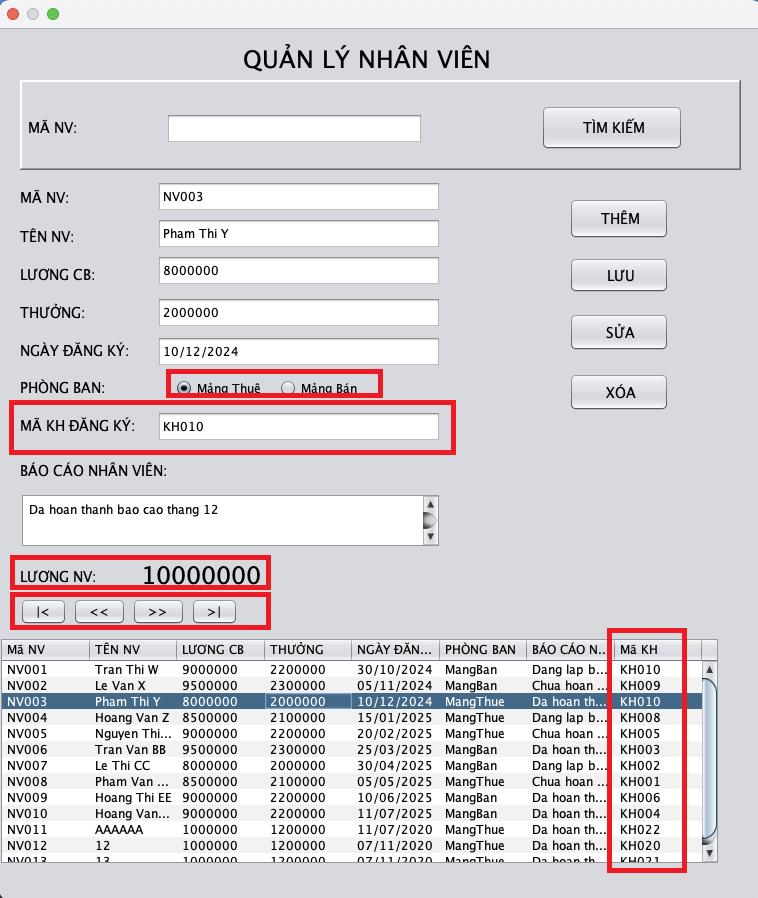 QUẢN LÝ NHÂN VIÊN
MÃ NV: TÌM KIẾM
MÃ NV: NV003
THÊM
TÊN NV: Pham Thi Y
LƯƠNG CB: 8000000
LƯU
THƯỞNG: 2000000
SỬA
NGÀY ĐĂNG KÝ: 10/12/2024
PHÒNG BAN: Mảng Thuê Mảng Bán
XÓA
MÃ KH ĐĂNG KÝ: KH010
BÁO CÁO NHÂN VIÊN:
Da hoan thanh bao cao thang 12
LƯƠNG NV: 10000000
|< << >> >|
Mã NV TÊN NV LƯƠNG CB THƯỞNG NGÀY ĐĂN... PHÒNG BAN BÁO CÁO N... Mã KH
NV001 Tran Thi W 9000000 2200000 30/10/2024 MangBan Dang lap b... KH010
NV002 Le Van X 9500000 2300000 05/11/2024 MangBan Chua hoan ... KH009
NV003 Pham Thi Y 8000000 2000000 10/12/2024 MangThue Da hoan th... KH010
NV004 Hoang Van Z 8500000 2100000 15/01/2025 MangThue Dang lap b... KH008
NV005 Nguyen Thi... 9000000 2200000 20/02/2025 MangThue Chua hoan ... KH005
NV006 Tran Van BB 9500000 2300000 25/03/2025 MangBan Da hoan th... KH003
NV007 Le Thi CC 8000000 2000000 30/04/2025 MangBan Dang lap b... KH002
NV008 Pham Van ... 8500000 2100000 05/05/2025 MangThue Chua hoan ... KH001
NV009 Hoang Thi EE 9000000 2200000 10/06/2025 MangBan Da hoan th... KH006
NV010 Hoang Van... 9000000 2200000 11/07/2025 MangBan Da hoan th... KH004
NV011 AAAAAA 1000000 1200000 11/07/2020 MangThue Da hoan th... KH022
NV012 12 1000000 1200000 07/11/2020 MangThue Da hoan th... KH020
NV013 13 1000000 1200000 07/11/2020 MangThue Da hoan th... KH021